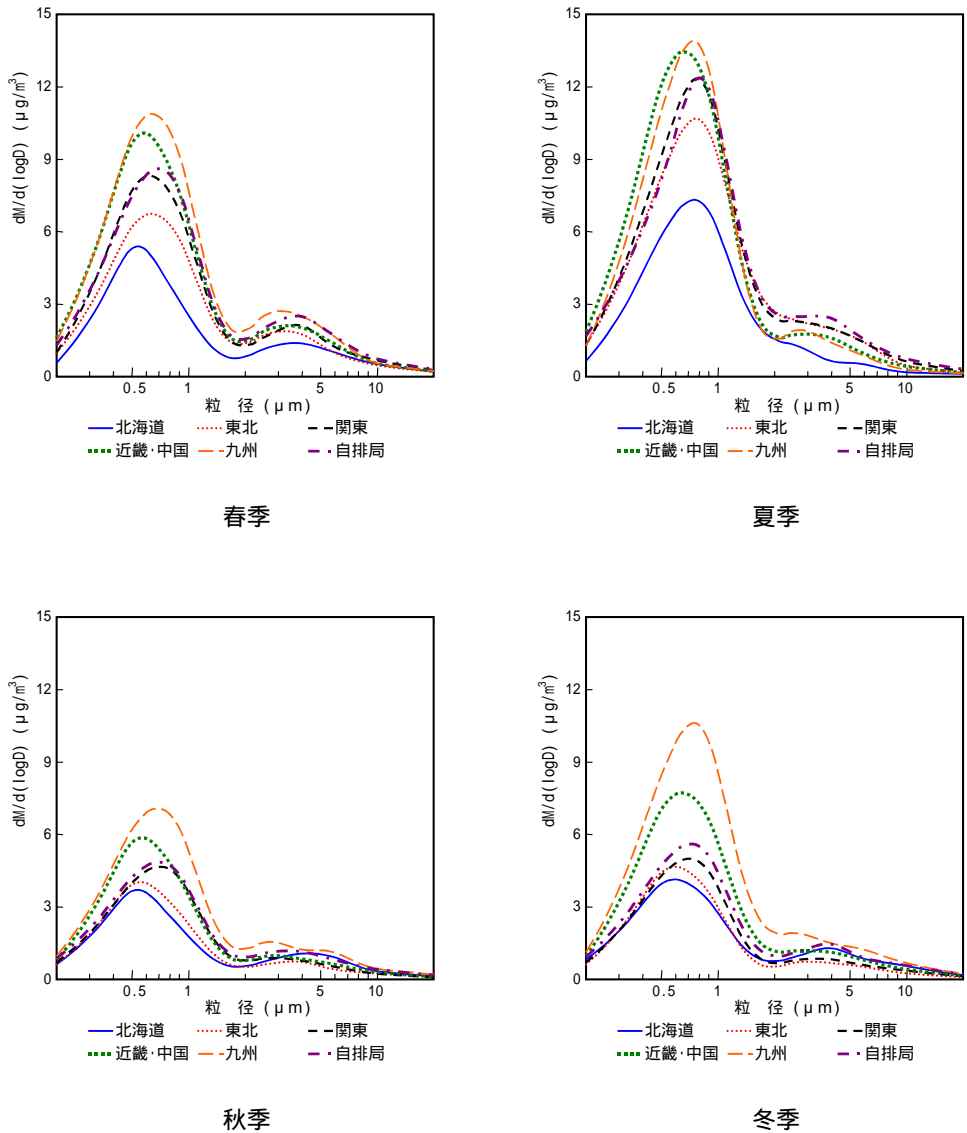 15
12
9
6
3
0
dM/d(logD) (μg/m³)
0.5 1 5 10
粒 径 (μm)
北海道 東北 関東
近畿・中国 九州 自排局
春季
15
12
9
6
3
0
dM/d(logD) (μg/m³)
0.5 1 5 10
粒 径 (μm)
北海道 東北 関東
近畿・中国 九州 自排局
夏季
15
12
9
6
3
0
dM/d(logD) (μg/m³)
0.5 1 5 10
粒 径 (μm)
北海道 東北 関東
近畿・中国 九州 自排局
秋季
15
12
9
6
3
0
dM/d(logD) (μg/m³)
0.5 1 5 10
粒 径 (μm)
北海道 東北 関東
近畿・中国 九州 自排局
冬季